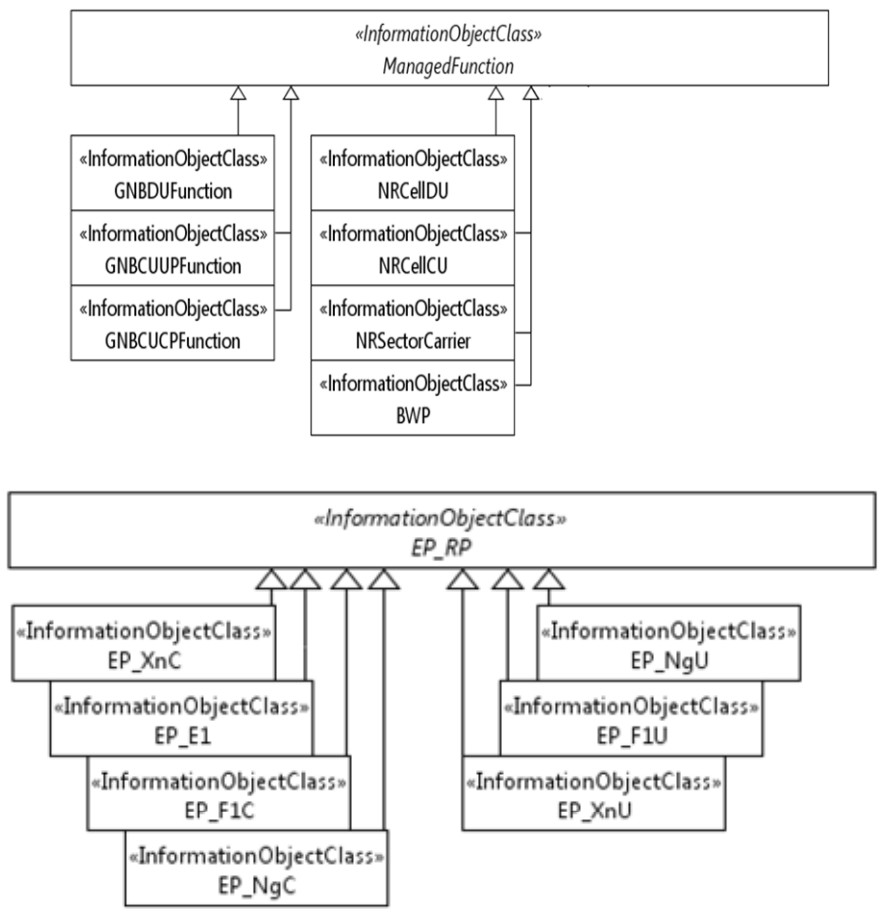 «InformationObjectClass»
ManagedFunction
«InformationObjectClass»
GNBDUFunction
«InformationObjectClass»
GNBCUUPFunction
«InformationObjectClass»
GNBCUCPFunction
«InformationObjectClass»
NRCellDU
«InformationObjectClass»
NRCellCU
«InformationObjectClass»
NRSectorCarrier
«InformationObjectClass»
BWP
«InformationObjectClass»
EP_RP
«InformationObjectClass»
EP_XnC
«InformationObjectClass»
EP_E1
«InformationObjectClass»
EP_F1C
«InformationObjectClass»
EP_NgC
«InformationObjectClass»
EP_NgU
«InformationObjectClass»
EP_F1U
«InformationObjectClass»
EP_XnU